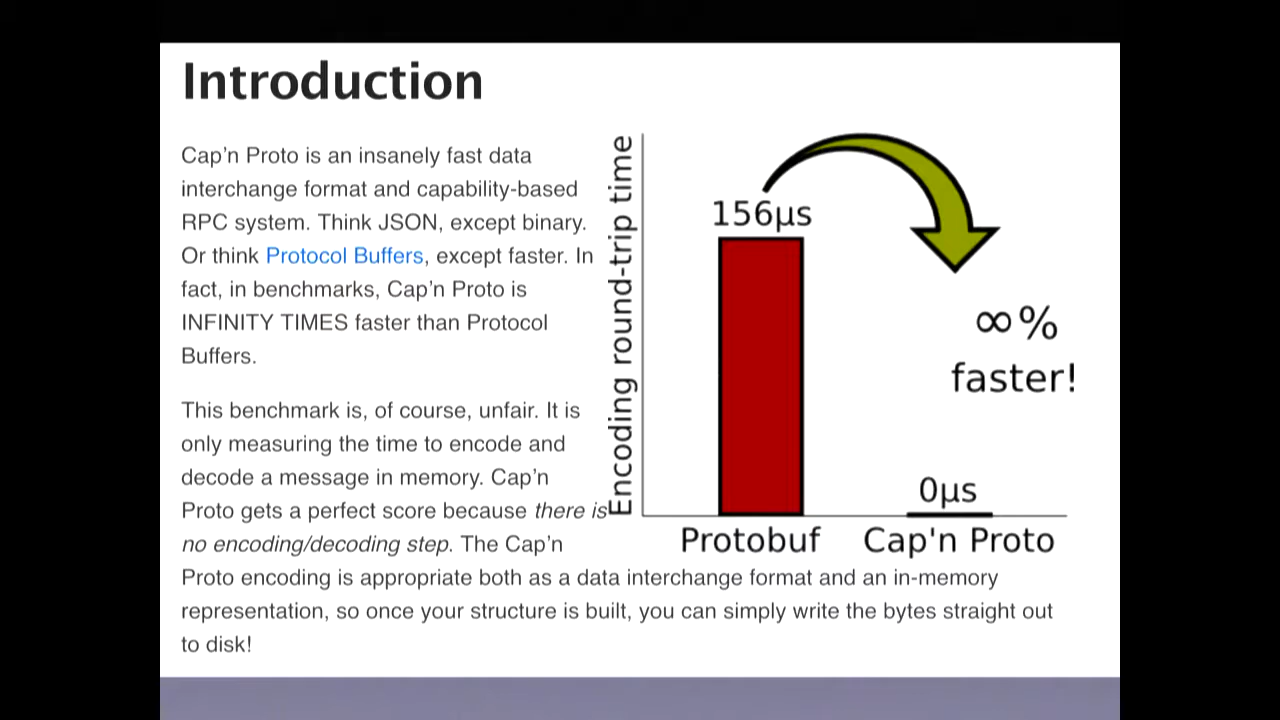 Introduction
Cap’n Proto is an insanely fast data
interchange format and capability-based
RPC system. Think JSON, except binary.
Or think Protocol Buffers, except faster. In
fact, in benchmarks, Cap’n Proto is
INFINITY TIMES faster than Protocol
Buffers.
This benchmark is, of course, unfair. It is
only measuring the time to encode and
decode a message in memory. Cap’n
Proto gets a perfect score because there is
no encoding/decoding step. The Cap’n
Proto encoding is appropriate both as a data interchange format and an in-memory
representation, so once your structure is built, you can simply write the bytes straight out
to disk!
Encoding round-trip time
156µs
∞%
faster!
0µs
Protobuf Cap'n Proto